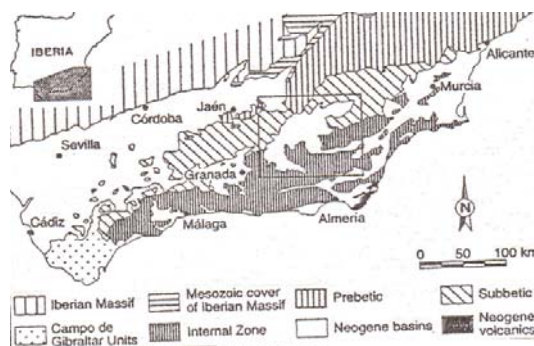 IBERIA
Alicante
Murcia
Jaén
Córdoba
Sevilla
Granada
Cádiz
Málaga
Almería
N
0 50 100 km
Iberian Massif
Mesozoic cover
of Iberian Massif
Prebetic
Subbetic
Campo de
Gibraltar Units
Internal Zone
Neogene basins
Neogene
volcanics